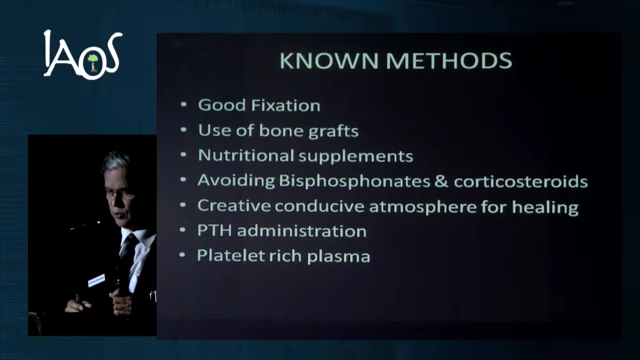 IAOS
KNOWN METHODS
• Good Fixation
• Use of bone grafts
• Nutritional supplements
• Avoiding Bisphosphonates & corticosteroids
• Creative conducive atmosphere for healing
• PTH administration
• Platelet rich plasma